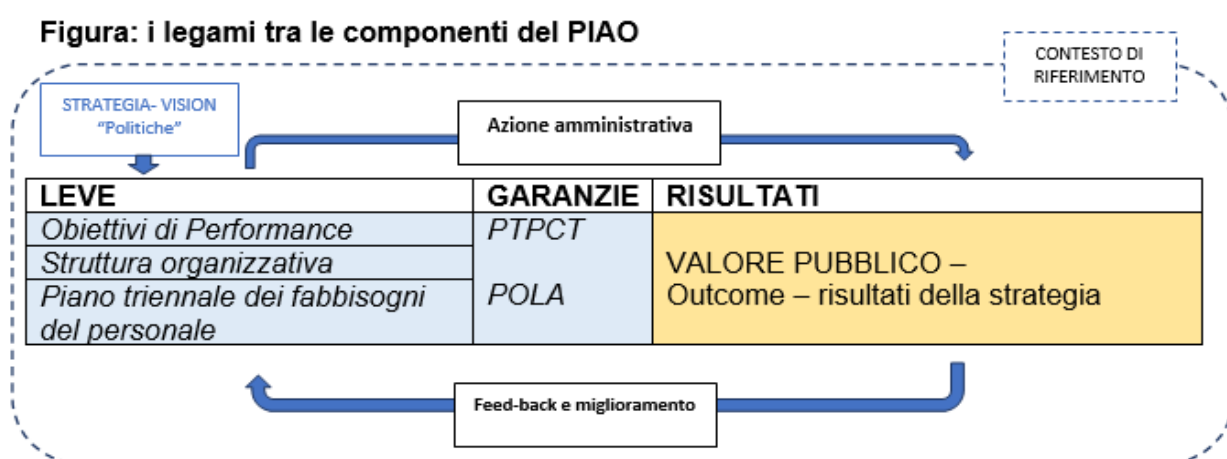 Figura: i legami tra le componenti del PIAO
CONTESTO DI
RIFERIMENTO
STRATEGIA- VISION
“Politiche”
Azione amministrativa
LEVE GARANZIE RISULTATI
Obiettivi di Performance PTPCT
Struttura organizzativa VALORE PUBBLICO –
Piano triennale dei fabbisogni POLA Outcome – risultati della strategia
del personale
Feed-back e miglioramento